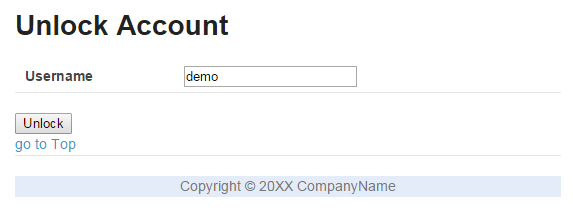 Unlock Account
Username demo
Unlock
go to Top
Copyright © 20XX CompanyName